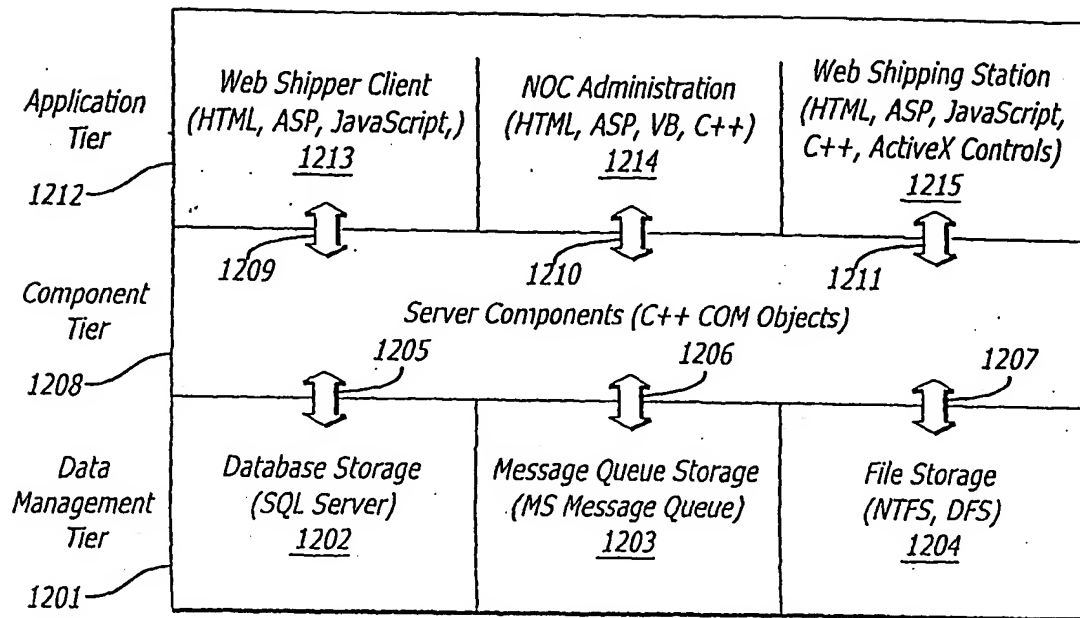 Application
Tier
1212
Web Shipper Client
(HTML, ASP, JavaScript,)
1213
NOC Administration
(HTML, ASP, VB, C++)
1214
Web Shipping Station
(HTML, ASP, JavaScript,
C++, ActiveX Controls)
1215
1209
1210
1211
Component
Tier
1208
Server Components (C++ COM Objects)
1205
1206
1207
Data
Management
Tier
1201
Database Storage
(SQL Server)
1202
Message Queue Storage
(MS Message Queue)
1203
File Storage
(NTFS, DFS)
1204